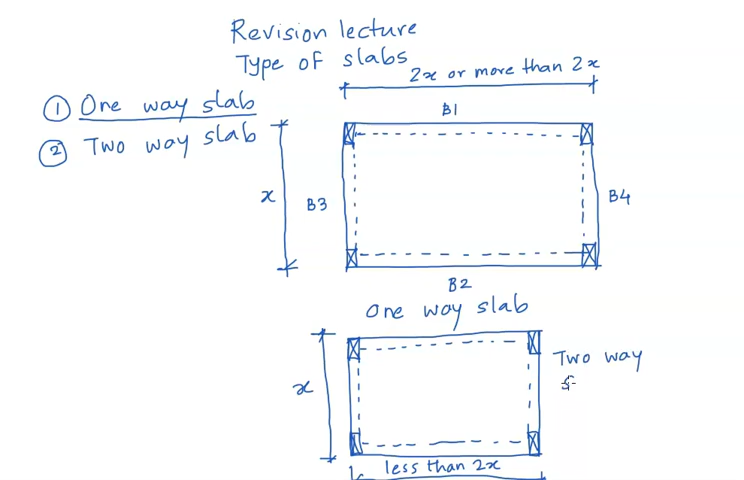 Revision lecture
Type of slabs
① One way slab
② Two way slab
2x or more than 2x
B1
x
B3
B4
B2
One way slab
x
Two way
s
less than 2x